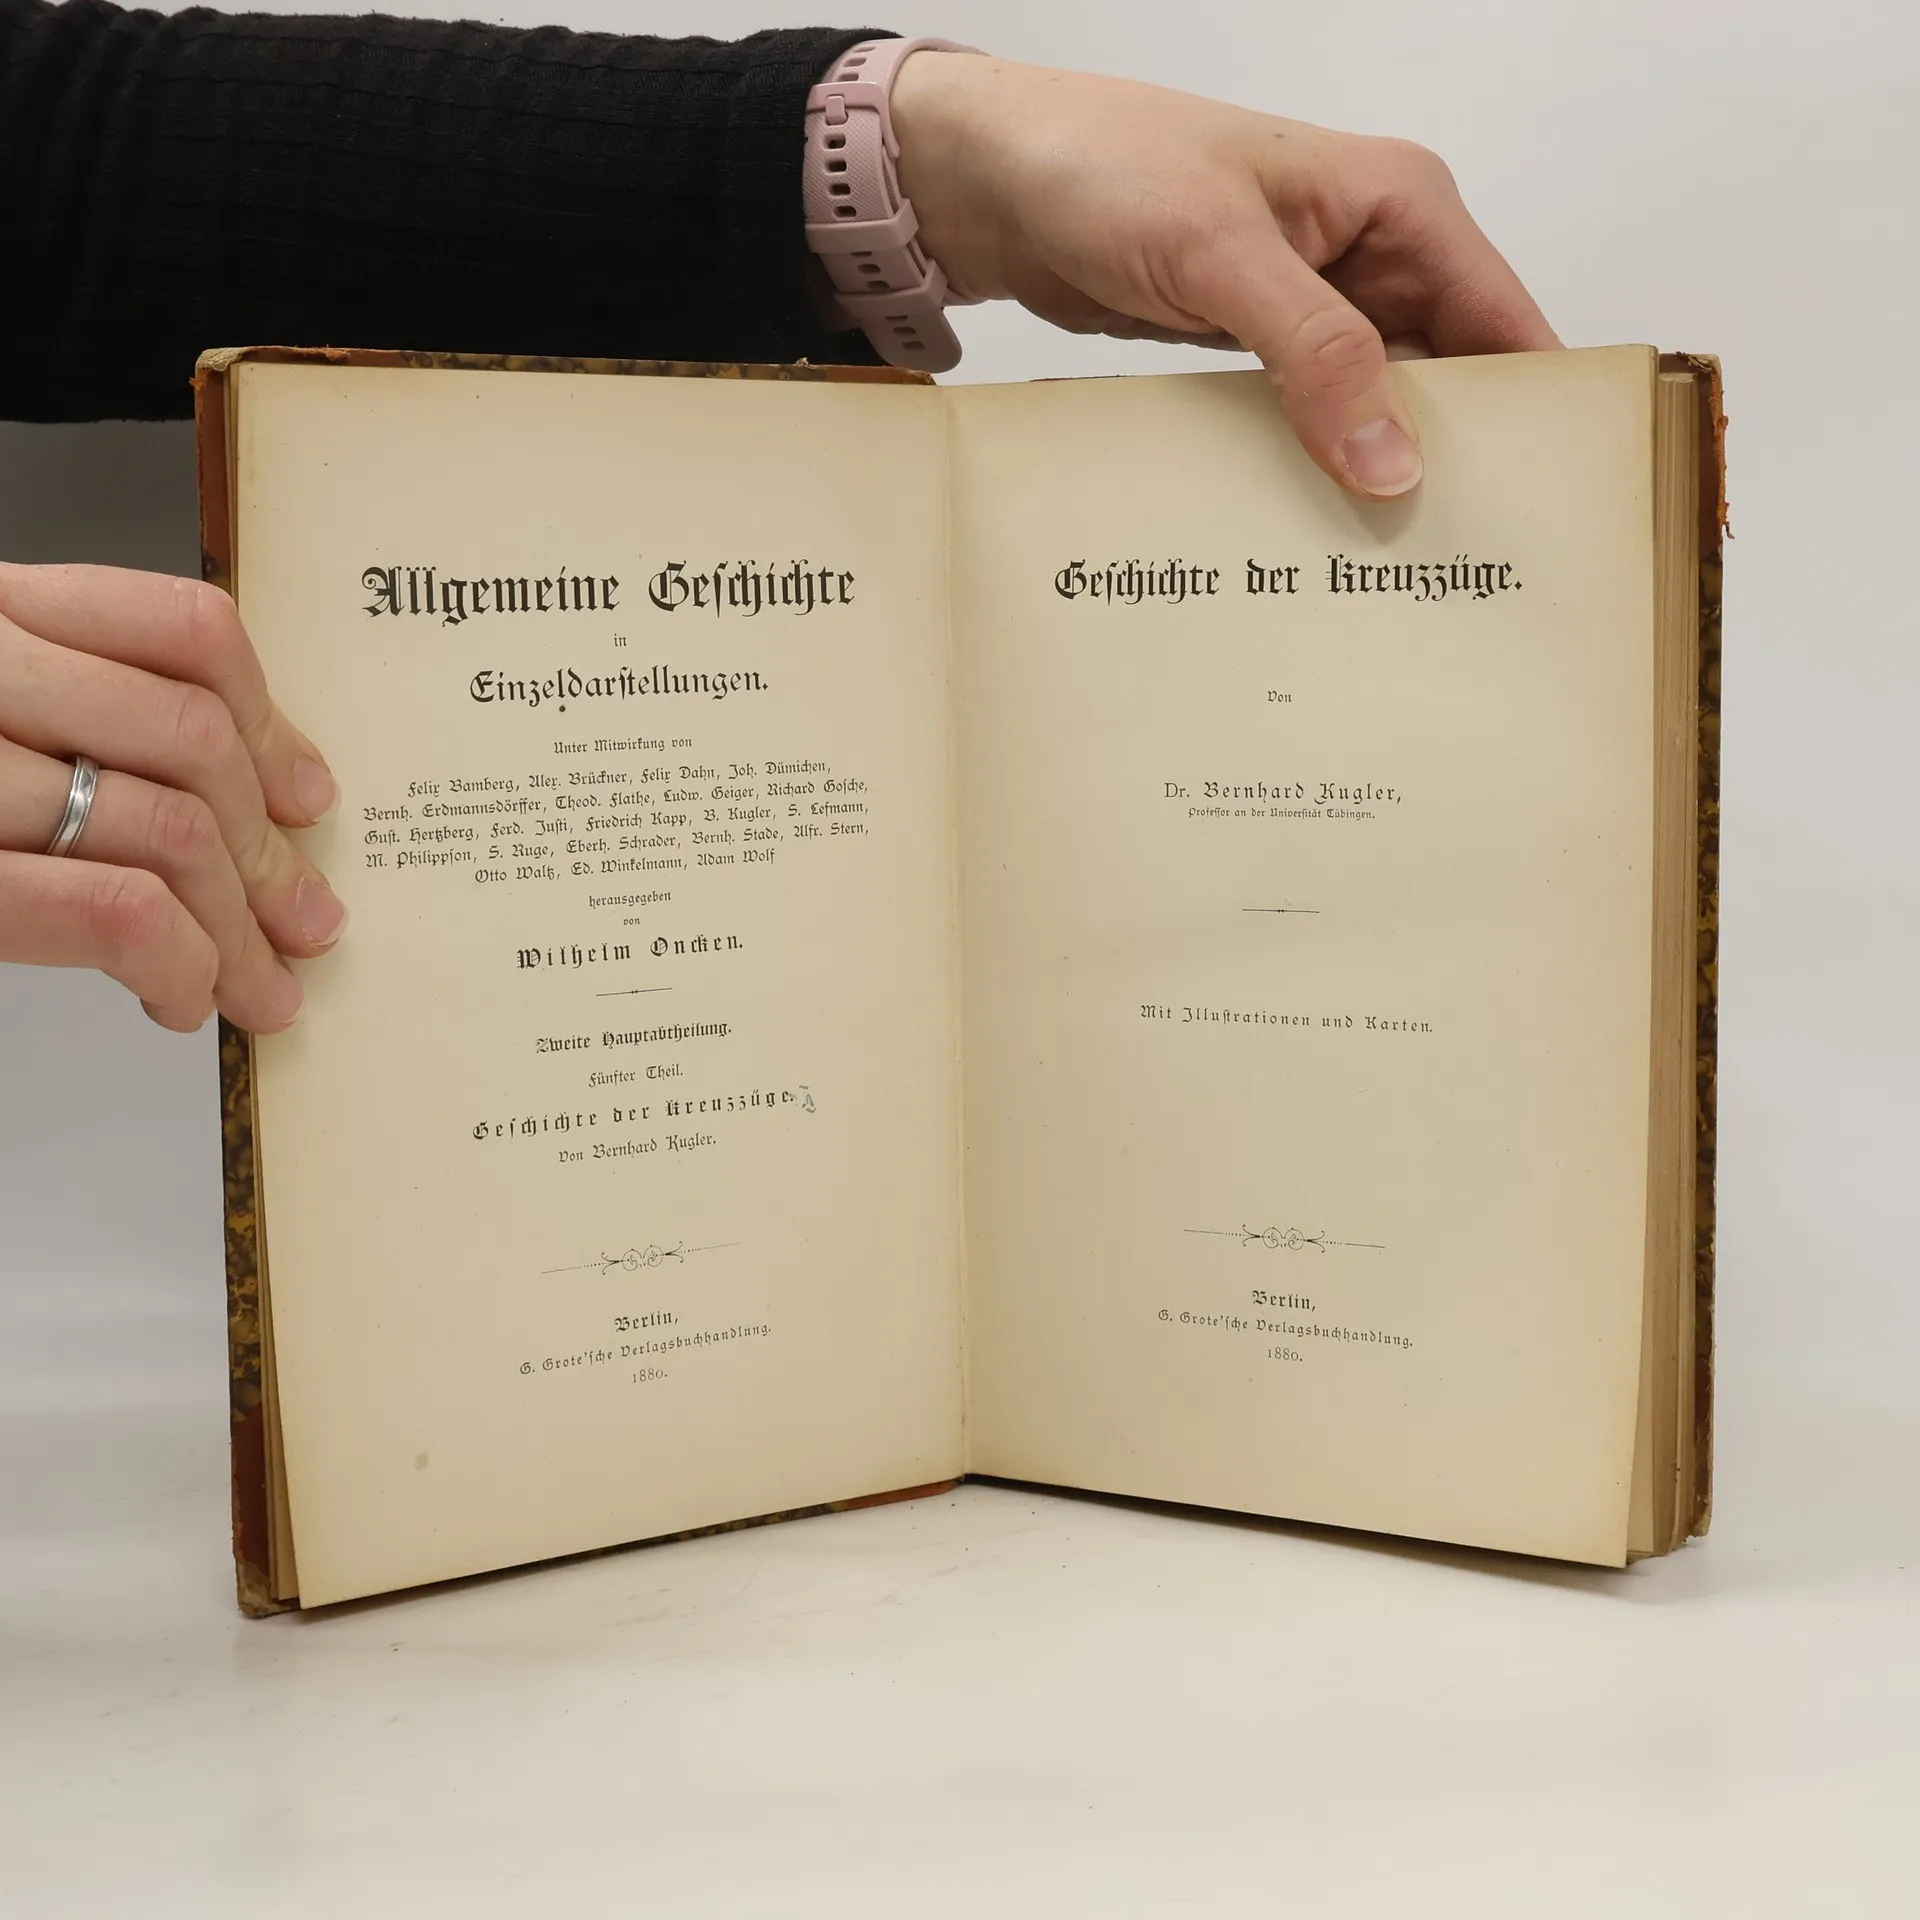 Allgemeine Geschichte
in
Einzeldarstellungen.
Unter Mitwirkung von
Felix Bamberg, Alex. Brückner, Felix Dahn, Joh. Dümichen,
Bernh. Erdmannsdörffer, Theod. Flathe, Ludw. Geiger, Richard Gosche,
Gust. Hertzberg, Ferd. Justi, Friedrich Kapp, B. Kugler, S. Lefmann,
M. Philippson, S. Ruge, Eberh. Schrader, Bernh. Stade, Alfr. Stern,
Otto Waltz, Ed. Winkelmann, Adam Wolf
herausgegeben
von
Wilhelm Oncken.
Zweite Hauptabtheilung.
Fünfter Theil.
Geschichte der Kreuzzüge.
Von Bernhard Kugler.
Berlin,
G. Grote'sche Verlagsbuchhandlung.
1880.
Geschichte der Kreuzzüge.
Von
Dr. Bernhard Kugler,
Professor an der Universität Tübingen.
Mit Illustrationen und Karten.
Berlin,
G. Grote'sche Verlagsbuchhandlung.
1880.